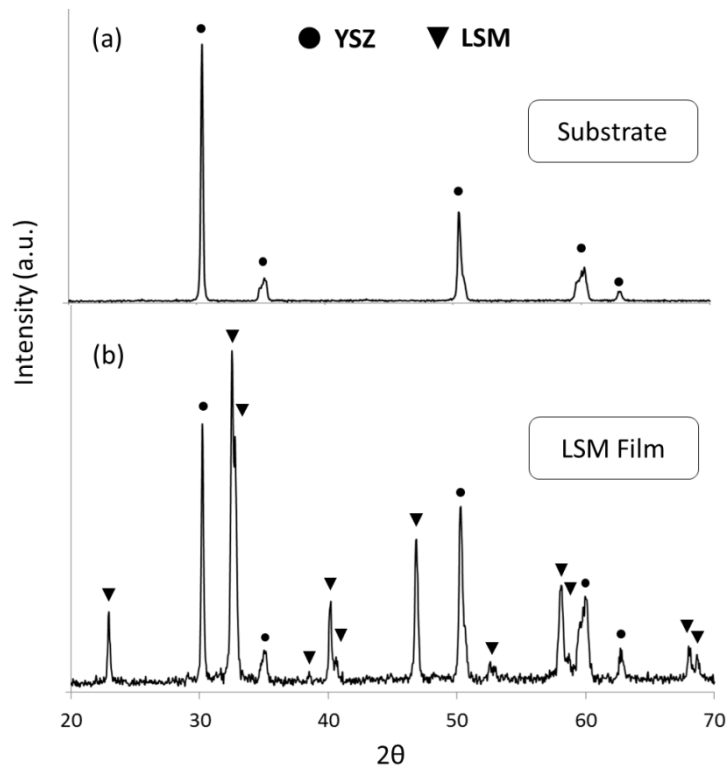 (a)
YSZ
LSM
Substrate
Intensity (a.u.)
(b)
LSM Film
20 30 40 50 60 70
2θ